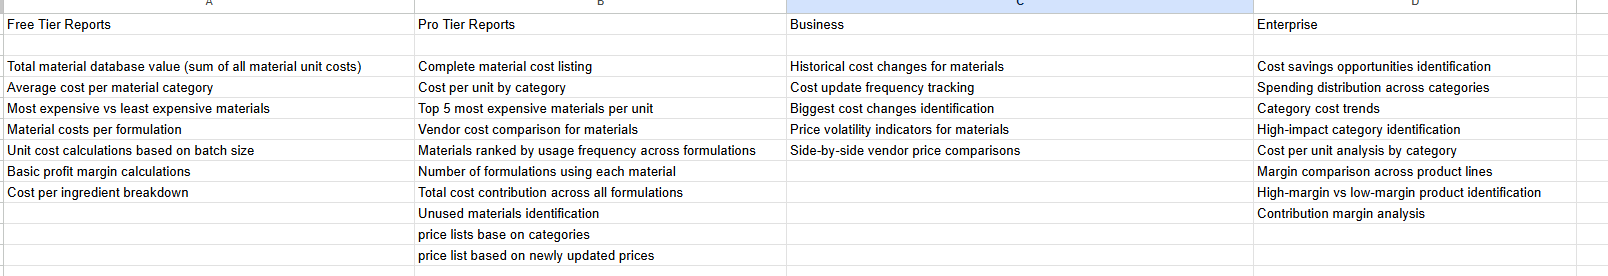 A B C D
Free Tier Reports Pro Tier Reports Business Enterprise
Total material database value (sum of all material unit costs) Complete material cost listing Historical cost changes for materials Cost savings opportunities identification
Average cost per material category Cost per unit by category Cost update frequency tracking Spending distribution across categories
Most expensive vs least expensive materials Top 5 most expensive materials per unit Biggest cost changes identification Category cost trends
Material costs per formulation Vendor cost comparison for materials Price volatility indicators for materials High-impact category identification
Unit cost calculations based on batch size Materials ranked by usage frequency across formulations Side-by-side vendor price comparisons Cost per unit analysis by category
Basic profit margin calculations Number of formulations using each material Margin comparison across product lines
Cost per ingredient breakdown Total cost contribution across all formulations High-margin vs low-margin product identification
Unused materials identification Contribution margin analysis
price lists base on categories
price list based on newly updated prices